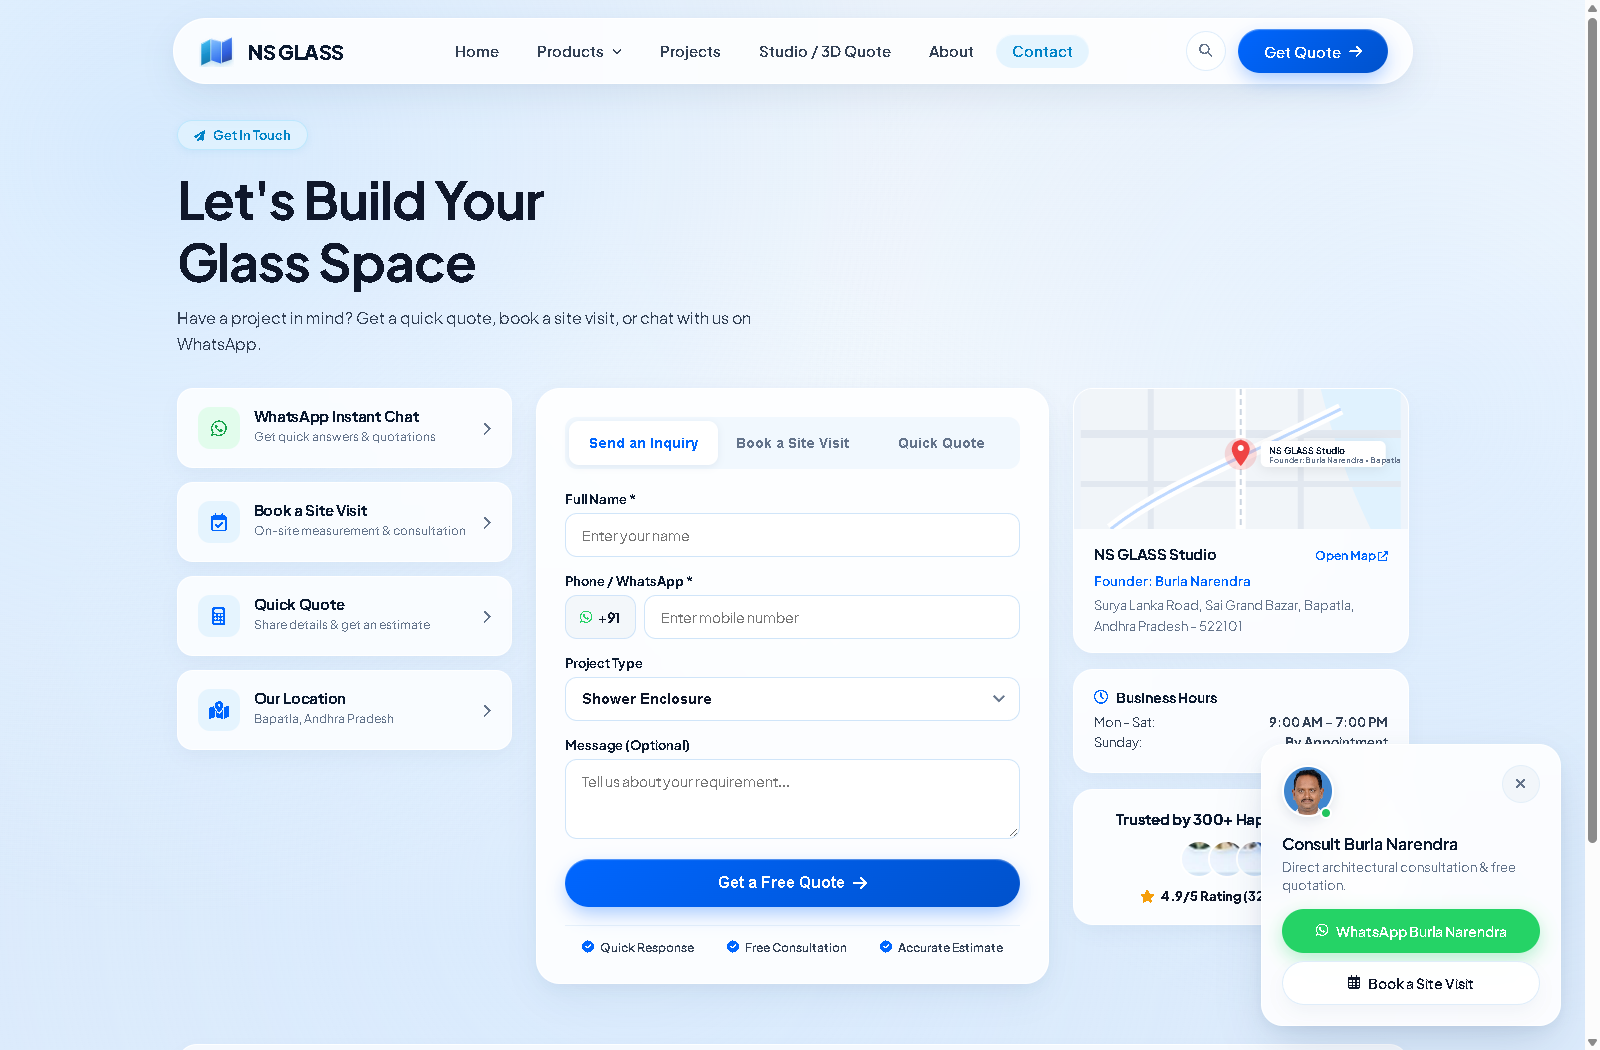 NS GLASS
Home
Products
Projects
Studio / 3D Quote
About
Contact
Get Quote
Get In Touch
Let's Build Your
Glass Space
Have a project in mind? Get a quick quote, book a site visit, or chat with us on
WhatsApp.
WhatsApp Instant Chat
Get quick answers & quotations
Book a Site Visit
On-site measurement & consultation
Quick Quote
Share details & get an estimate
Our Location
Bapatla, Andhra Pradesh
Send an Inquiry
Book a Site Visit
Quick Quote
Full Name *
Enter your name
Phone / WhatsApp *
+91
Enter mobile number
Project Type
Shower Enclosure
Message (Optional)
Tell us about your requirement...
Get a Free Quote
Quick Response
Free Consultation
Accurate Estimate
NS GLASS Studio
Founder: Burla Narendra • Bapatla
NS GLASS Studio
Open Map
Founder: Burla Narendra
Surya Lanka Road, Sai Grand Bazar, Bapatla,
Andhra Pradesh - 522101
Business Hours
Mon - Sat:
9:00 AM - 7:00 PM
Sunday:
By Appointment
Trusted by 300+
4.9/5 Rating
Consult Burla Narendra
Direct architectural consultation & free
quotation.
WhatsApp Burla Narendra
Book a Site Visit